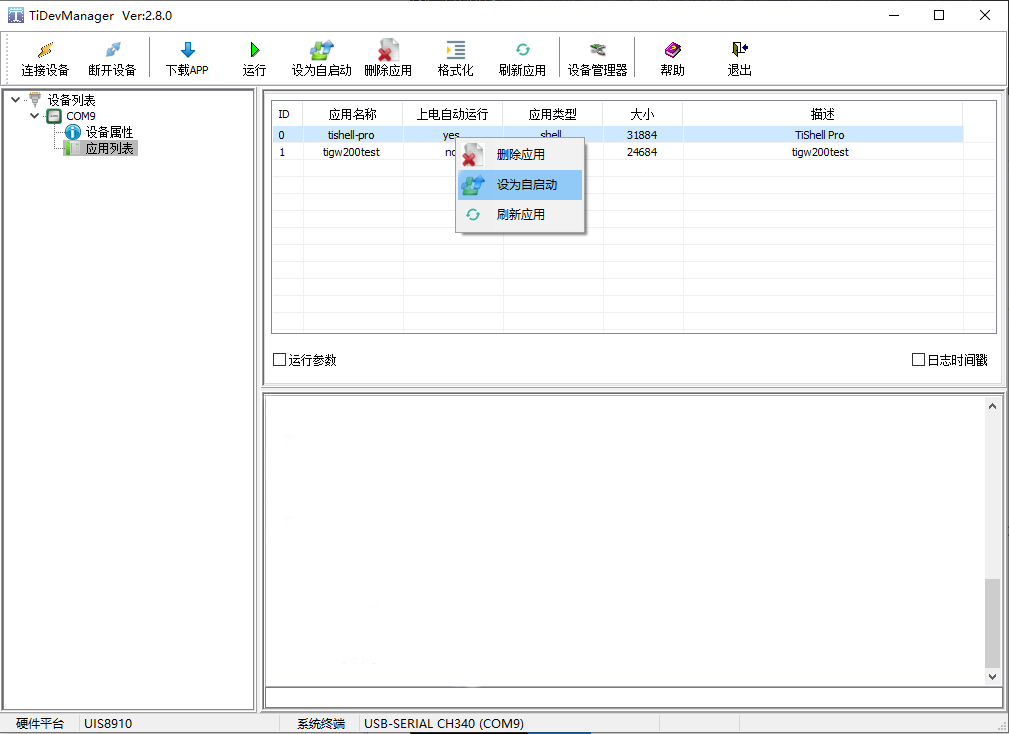 TiDevManager Ver:2.8.0
连接设备 断开设备 下载APP 运行 设为自启动 删除应用 格式化 刷新应用 设备管理器 帮助 退出
设备列表
COM9
设备属性
应用列表
ID 应用名称 上电自动运行 应用类型 大小 描述
0 tishell-pro yes shell 31884 TiShell Pro
1 tigw200test 24684 tigw200test
删除应用
设为自启动
刷新应用
运行参数 日志时间戳
硬件平台 UIS8910 系统终端 USB-SERIAL CH340 (COM9)